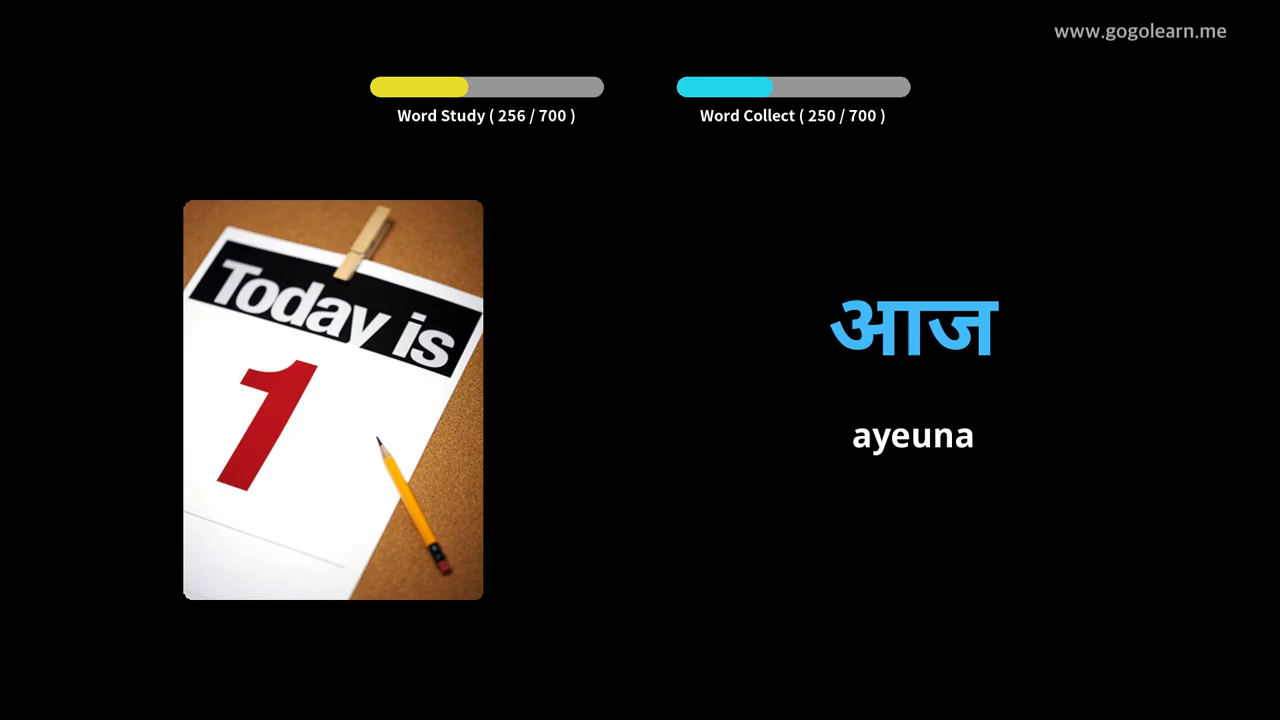 www.gogolearn.me
Word Study ( 256 / 700 )
Word Collect ( 250 / 700 )
Today is
1
आज
ayeuna